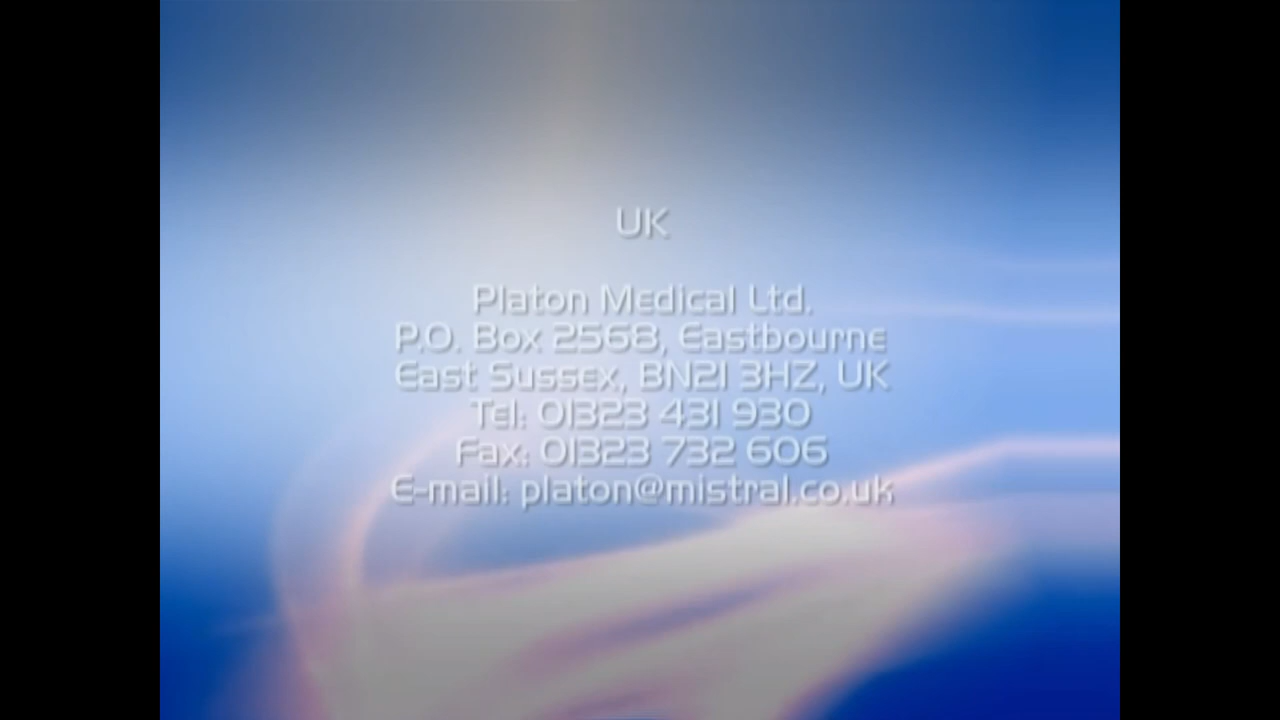 UK
Platon Medical Ltd.
P.O. Box 2568, Eastbourne
East Sussex, BN21 3HZ, UK
Tel: 01323 431 930
Fax: 01323 732 606
E-mail: platon@mistral.co.uk